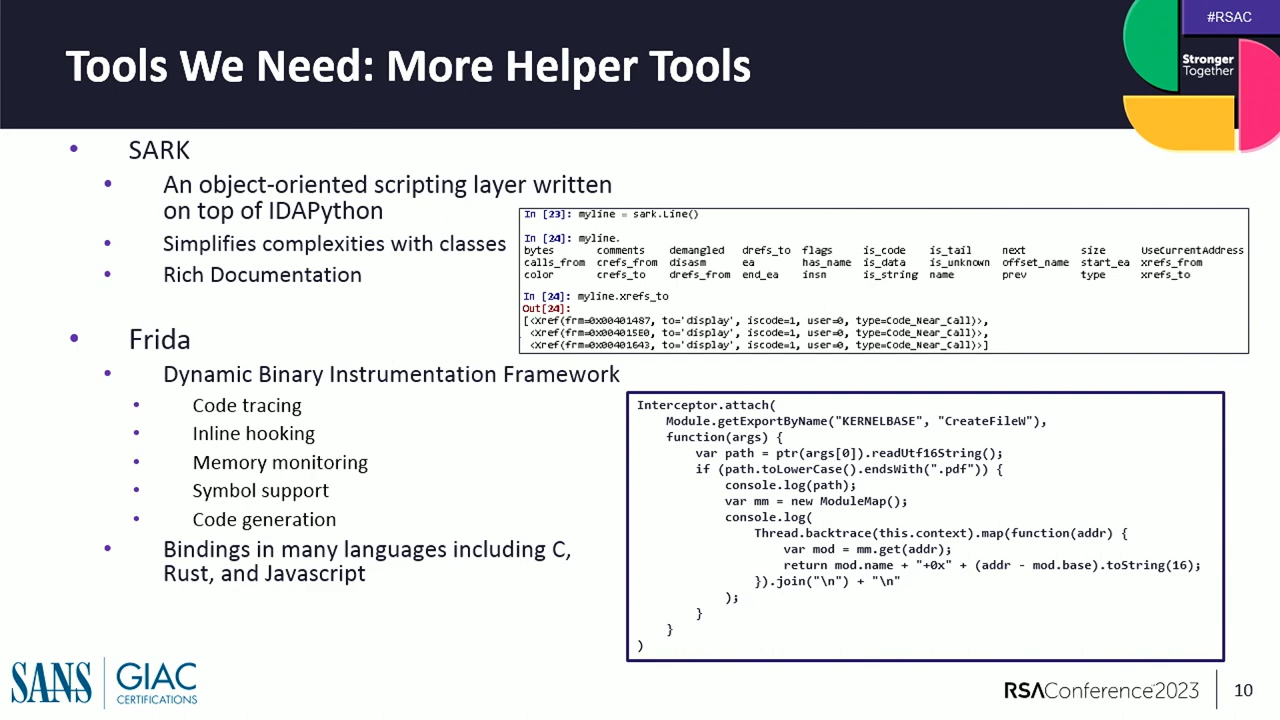 #RSAC
Stronger
Together
Tools We Need: More Helper Tools
• SARK
• An object-oriented scripting layer written
on top of IDAPython
• Simplifies complexities with classes
• Rich Documentation
In [23]: myline = sark.Line()
In [24]: myline.
bytes comments demangled drefs_to flags is_code is_tail next size UseCurrentAddress
calls_from crefs_from disasm ea has_name is_data is_unknown offset_name start_ea xrefs_from
color crefs_to drefs_from end_ea insn is_string name prev type xrefs_to
In [24]: myline.xrefs_to
Out[24]:
[<Xref(frm=0x00401487, to='display', iscode=1, user=0, type=Code_Near_Call)>,
<Xref(frm=0x004015E0, to='display', iscode=1, user=0, type=Code_Near_Call)>,
<Xref(frm=0x00401643, to='display', iscode=1, user=0, type=Code_Near_Call)>]
• Frida
• Dynamic Binary Instrumentation Framework
• Code tracing
• Inline hooking
• Memory monitoring
• Symbol support
• Code generation
• Bindings in many languages including C,
Rust, and Javascript
Interceptor.attach(
Module.getExportByName("KERNELBASE", "CreateFileW"),
function(args) {
var path = ptr(args[0]).readUtf16String();
if (path.toLowerCase().endsWith(".pdf")) {
console.log(path);
var mm = new ModuleMap();
console.log(
Thread.backtrace(this.context).map(function(addr) {
var mod = mm.get(addr);
return mod.name + "+0x" + (addr - mod.base).toString(16);
}).join("\n") + "\n"
);
}
}
)
SANS GIAC
CERTIFICATIONS
RSAConference2023
10